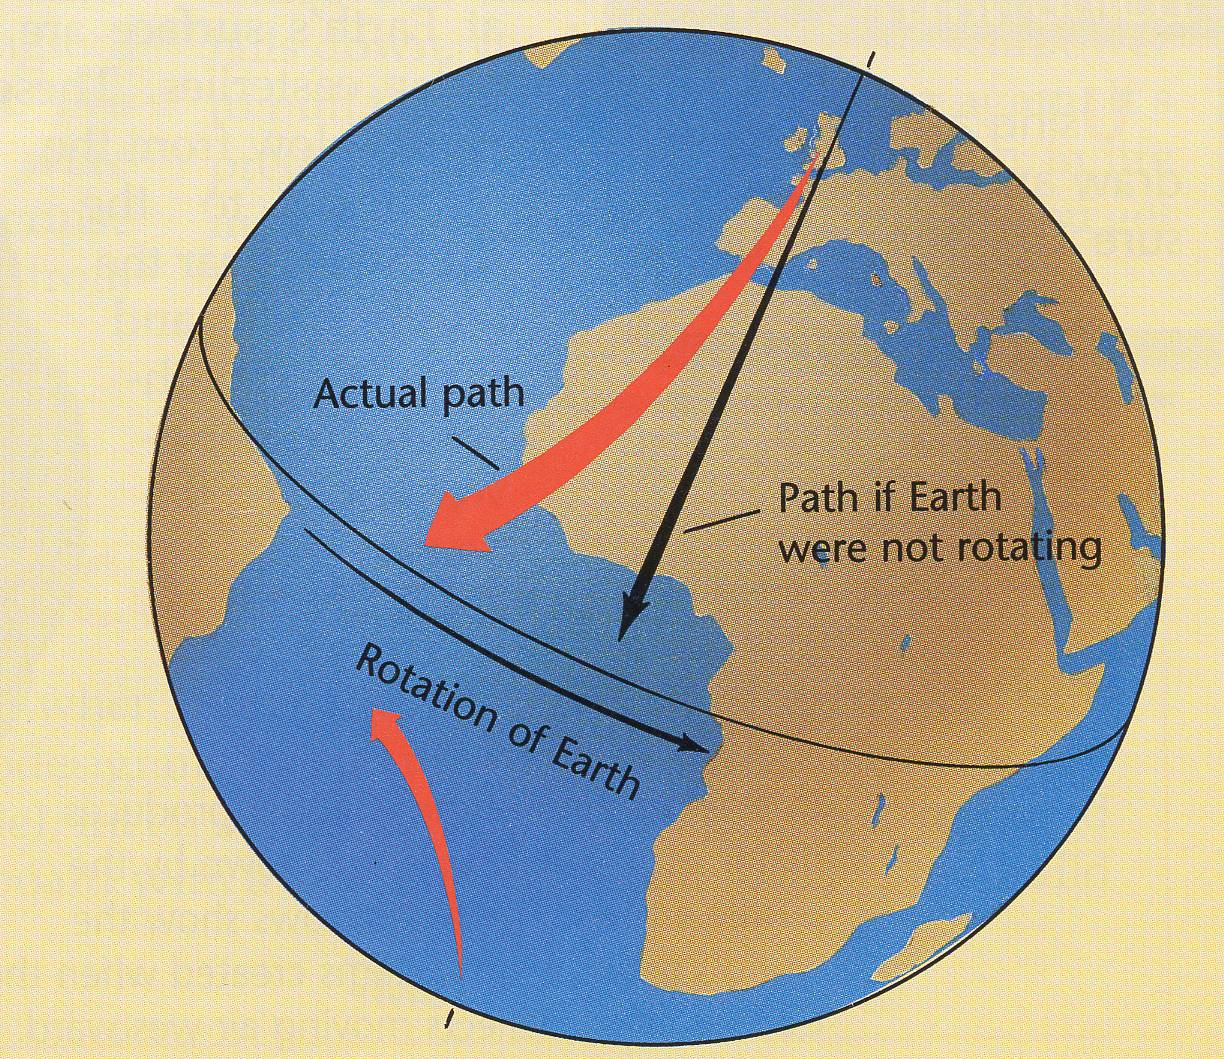 Actual path
Path if Earth
were not rotating
Rotation of Earth